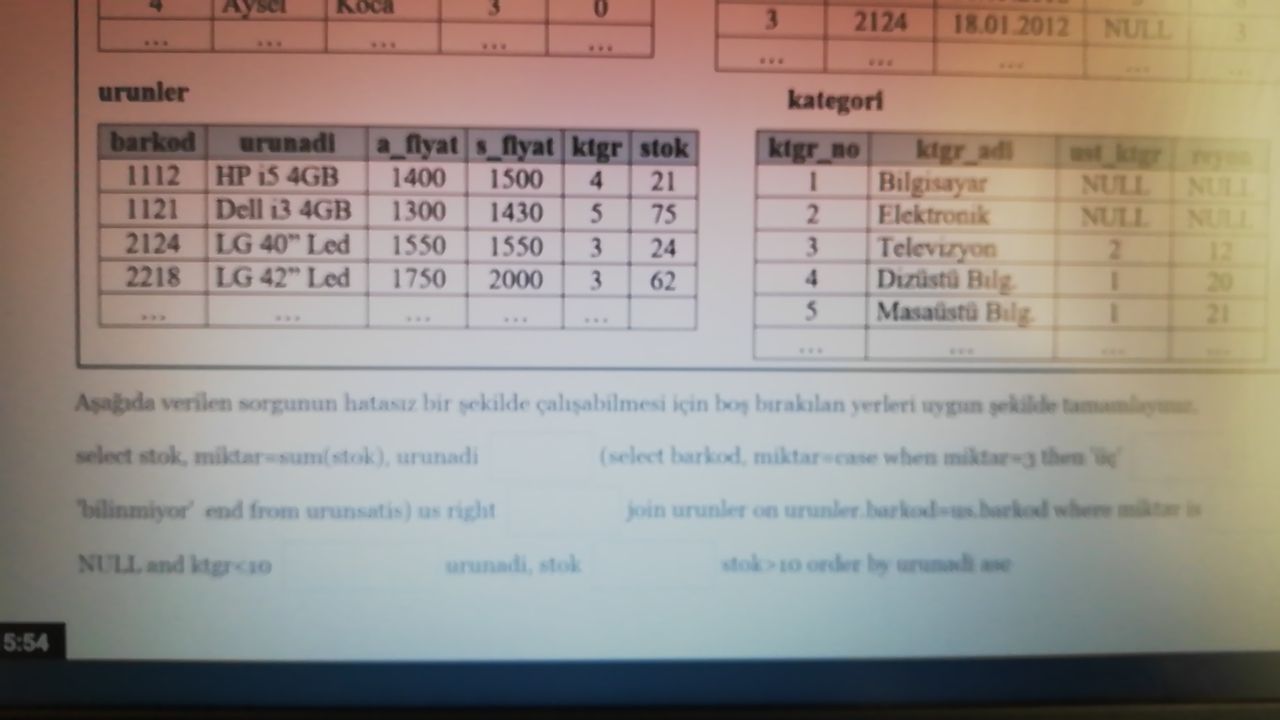 4 Aysel Koca 3 0
... ... ... ... ...
3 2124 18.01.2012 NULL 3
... ... ... ... ...
urunler
barkod urunadi a_fiyat s_fiyat ktgr stok
1112 HP i5 4GB 1400 1500 4 21
1121 Dell i3 4GB 1300 1430 5 75
2124 LG 40” Led 1550 1550 3 24
2218 LG 42” Led 1750 2000 3 62
... ... ... ... ...
kategori
ktgr_no ktgr_adi ust_ktgr reyon
1 Bilgisayar NULL NULL
2 Elektronik NULL NULL
3 Televizyon 2 12
4 Dizüstü Bilg. 1 20
5 Masaüstü Bilg. 1 21
... ... ... ...
Aşağıda verilen sorgunun hatasız bir şekilde çalışabilmesi için boş bırakılan yerleri uygun şekilde tamamlayınız.
select stok, miktar=sum(stok), urunadi (select barkod, miktar=case when miktar=3 then 'üç'
'bilinmiyor' end from urunsatis) us right join urunler on urunler.barkod=us.barkod where miktar is
NULL and ktgr<10 urunadi, stok stok>10 order by urunadi asc
5:54